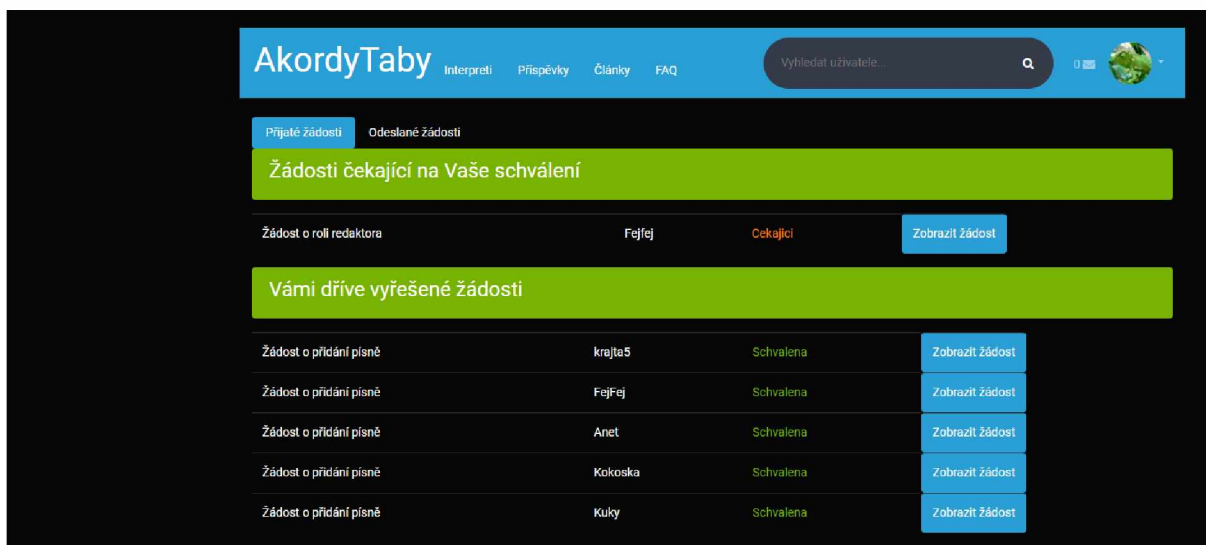 AkordyTaby Interpreti Příspěvky Články FAQ Vyhledat uživatele... 0
Přijaté žádosti Odeslané žádosti
Žádosti čekající na Vaše schválení
Žádost o roli redaktora Fejfej Cekajici Zobrazit žádost
Vámi dříve vyřešené žádosti
Žádost o přidání písně krajta5 Schvalena Zobrazit žádost
Žádost o přidání písně FejFej Schvalena Zobrazit žádost
Žádost o přidání písně Anet Schvalena Zobrazit žádost
Žádost o přidání písně Kokoska Schvalena Zobrazit žádost
Žádost o přidání písně Kuky Schvalena Zobrazit žádost